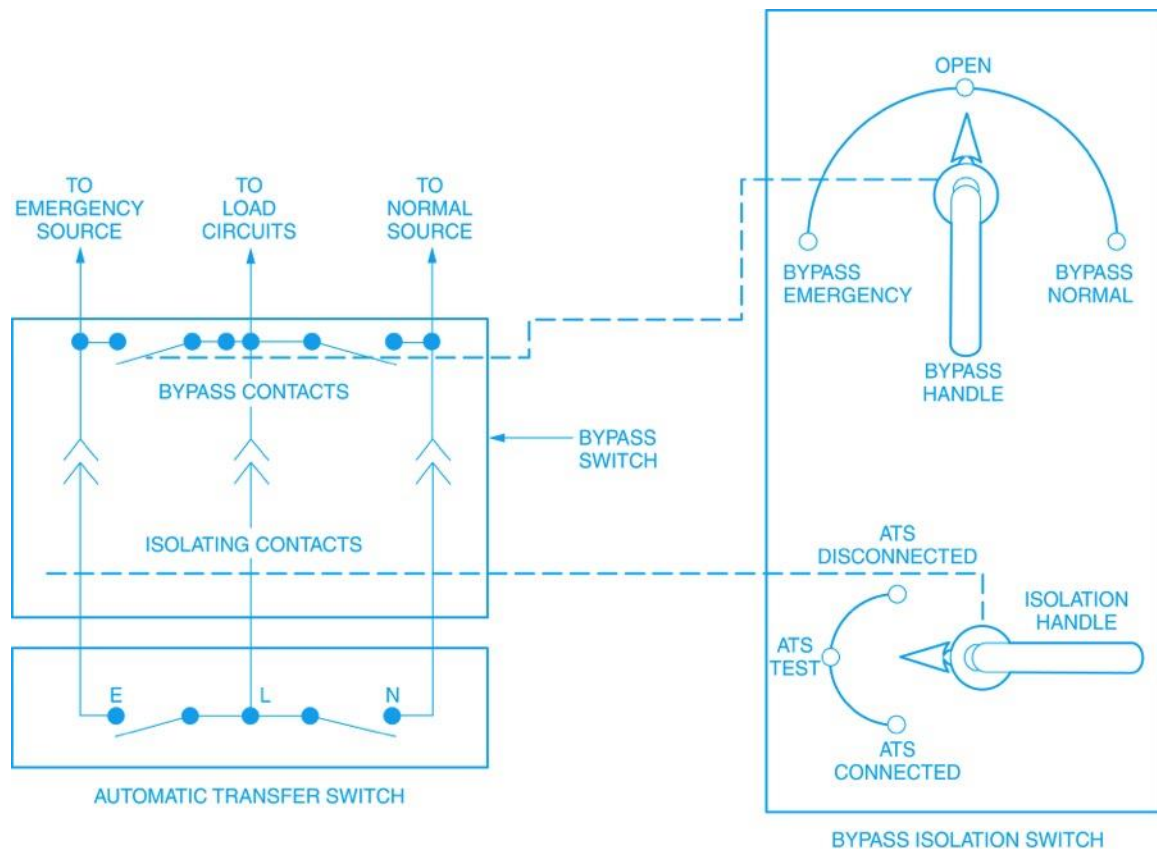 TO
EMERGENCY
SOURCE
TO
LOAD
CIRCUITS
TO
NORMAL
SOURCE
BYPASS CONTACTS
BYPASS
SWITCH
ISOLATING CONTACTS
E
L
N
AUTOMATIC TRANSFER SWITCH
OPEN
BYPASS
EMERGENCY
BYPASS
NORMAL
BYPASS
HANDLE
ATS
DISCONNECTED
ISOLATION
HANDLE
ATS
TEST
ATS
CONNECTED
BYPASS ISOLATION SWITCH